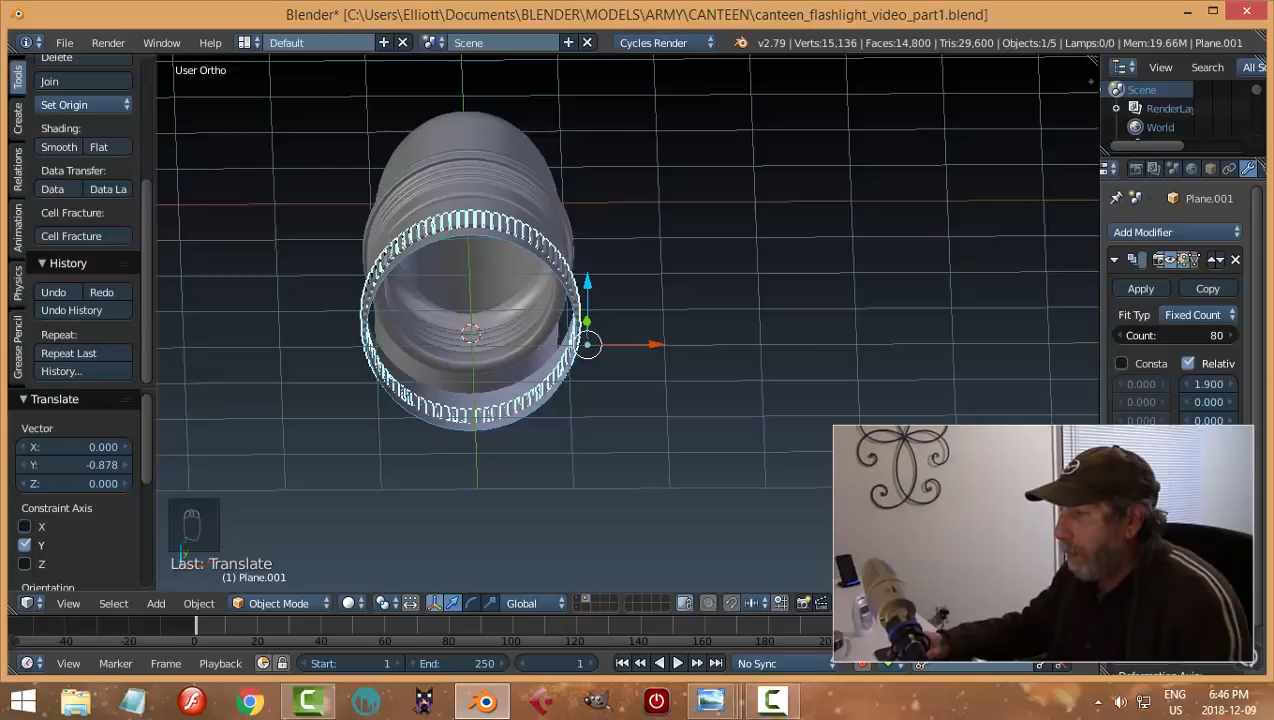 Blender* [C:\Users\Elliott\Documents\BLENDER\MODELS\ARMY\CANTEEN\canteen_flashlight_video_part1.blend]
File Render Window Help Default Scene Cycles Render v2.79 | Verts:15,136 | Faces:14,800 | Tris:29,600 | Objects:1/5 | Lamps:0/0 | Mem:19.66M | Plane.001
View Search All S
Delete
Join
Set Origin
Shading:
Smooth Flat
Data Transfer:
Data Data La
Cell Fracture:
Cell Fracture
History
Undo Redo
Undo History
Repeat:
Repeat Last
History...
Translate
Vector
X: 0.000
Y: -0.878
Z: 0.000
Constraint Axis
X
Y
Z
Orientation
Tools
Create
Relations
Animation
Physics
Grease Pencil
User Ortho
Last: Translate
(1) Plane.001
Scene
RenderLay
World
Plane.001
Add Modifier
Apply Copy
Fit Type Fixed Count
Count: 80
Consta Relativ
0.000 1.900
0.000 0.000
0.000 0.000
View Select Add Object Object Mode Global
-40 -20 0 20 40 60 80 100 120 140 160 180 200
View Marker Frame Playback Start: 1 End: 250 1 No Sync
ENG
US
6:46 PM
2018-12-09